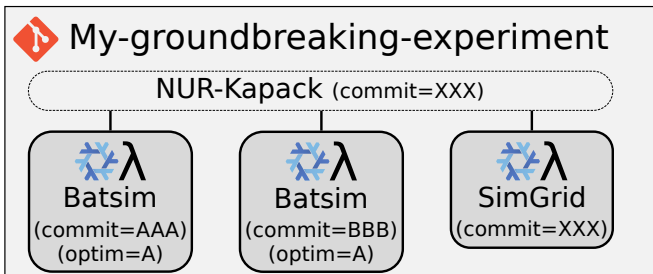 My-groundbreaking-experiment
NUR-Kapack (commit=XXX)
λ λ λ
Batsim Batsim SimGrid
(commit=AAA) (commit=BBB) (commit=XXX)
(optim=A) (optim=A)